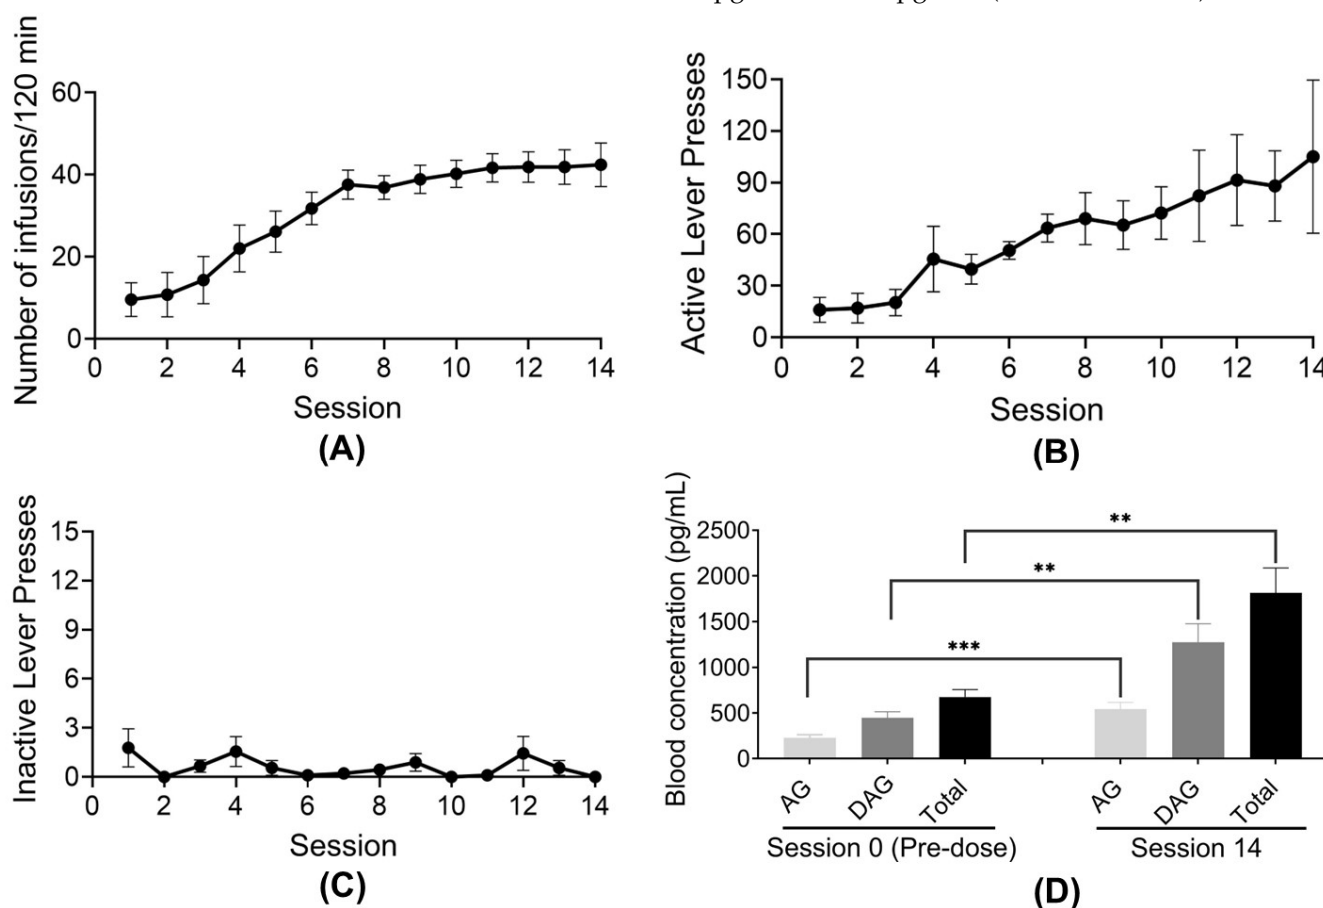 Number of infusions/120 min
60
40
20
0
0 2 4 6 8 10 12 14
Session
(A)
Active Lever Presses
150
120
90
60
30
0
0 2 4 6 8 10 12 14
Session
(B)
Inactive Lever Presses
15
12
9
6
3
0
0 2 4 6 8 10 12 14
Session
(C)
Blood concentration (pg/mL)
2500
2000
1500
1000
500
0
**
**
***
AG DAG Total AG DAG Total
Session 0 (Pre-dose) Session 14
(D)